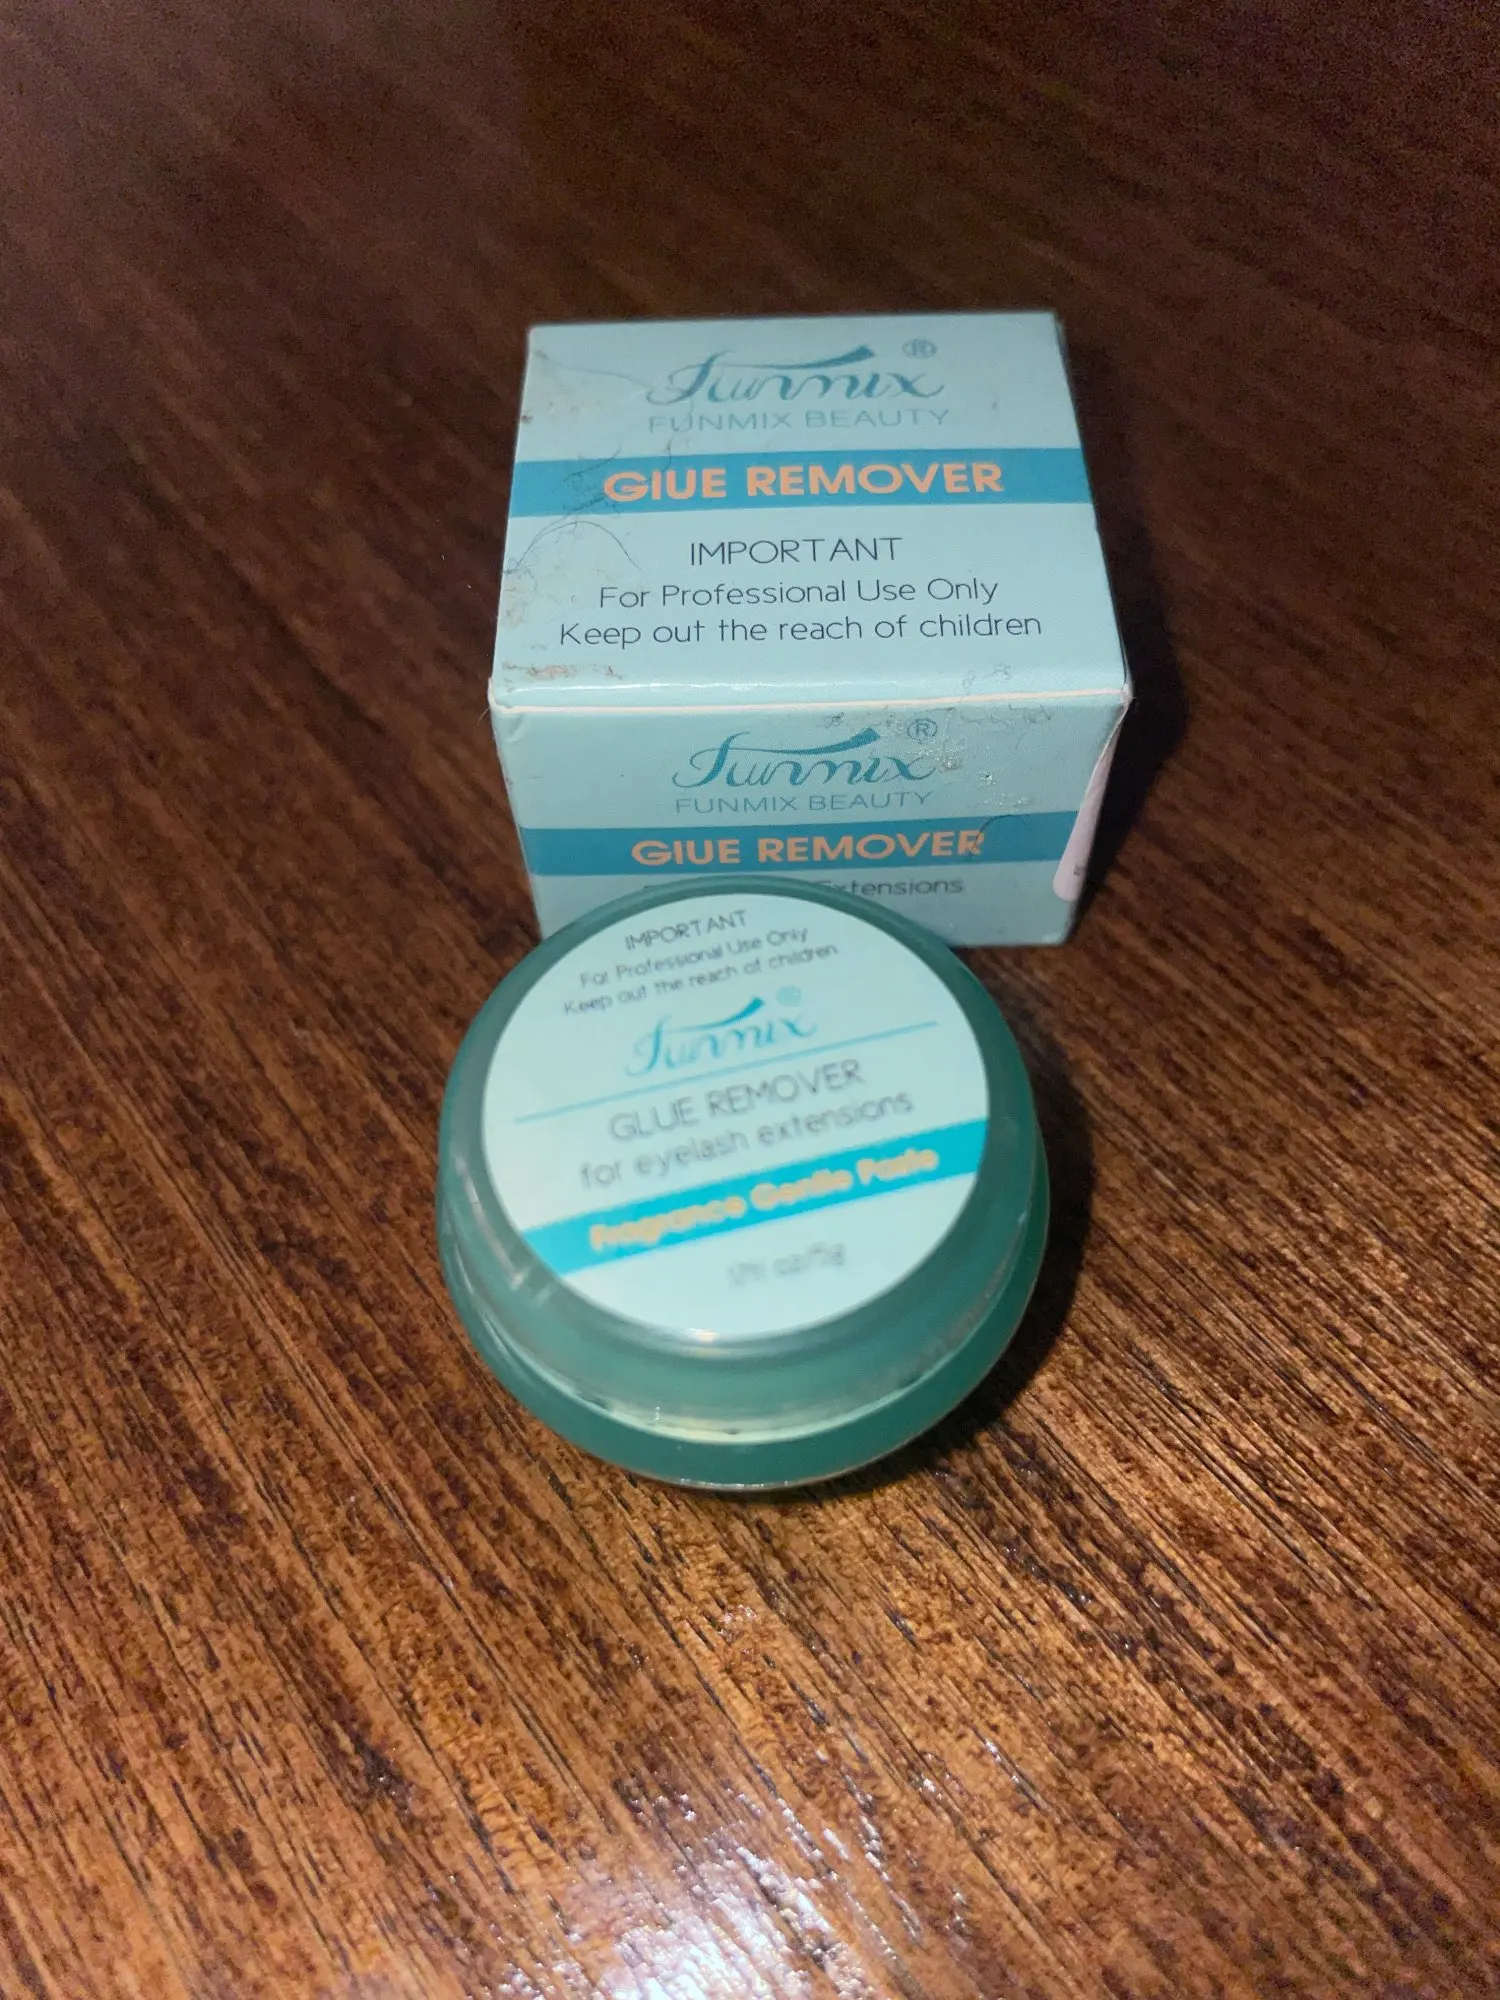 Funmix ®
FUNMIX BEAUTY
GIUE REMOVER
IMPORTANT
For Professional Use Only
Keep out the reach of children
Funmix ®
FUNMIX BEAUTY
GIUE REMOVER
Extensions
IMPORTANT
For Professional Use Only
Keep out the reach of children
Funmix ®
GLUE REMOVER
for eyelash extensions
Fragrance Gentle Paste